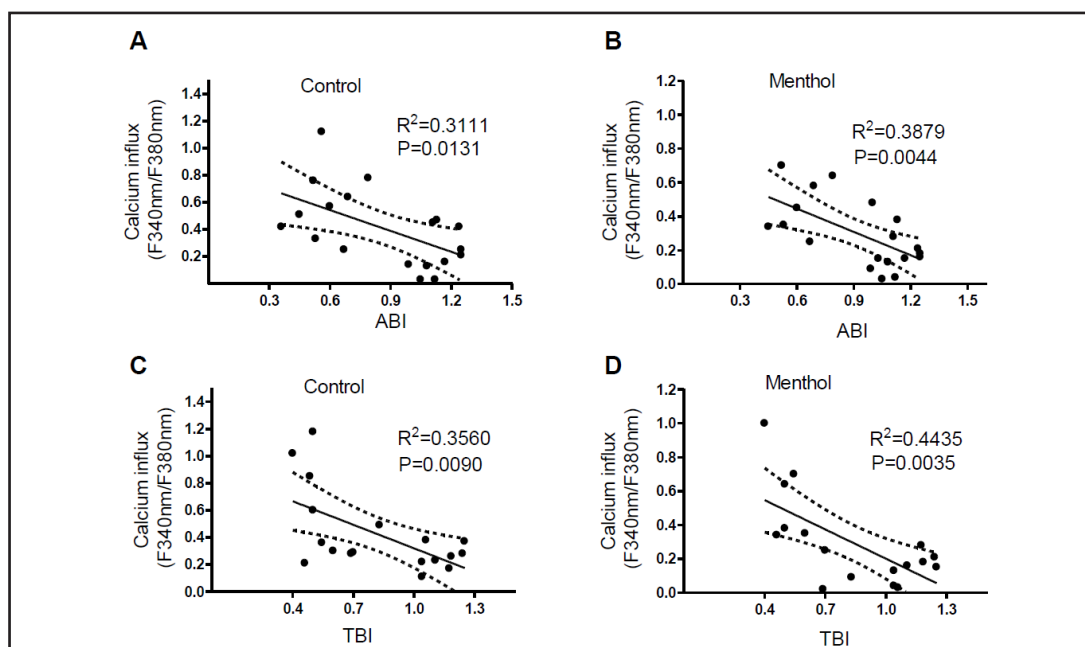 A
Control
Calcium influx
(F340nm/F380nm)
1.4
1.2
1.0
0.8
0.6
0.4
0.2
R²=0.3111
P=0.0131
0.3 0.6 0.9 1.2 1.5
ABI
B
Menthol
Calcium influx
(F340nm/F380nm)
1.2
1.0
0.8
0.6
0.4
0.2
0.0
R²=0.3879
P=0.0044
0.3 0.6 0.9 1.2 1.5
ABI
C
Control
Calcium influx
(F340nm/F380nm)
1.4
1.2
1.0
0.8
0.6
0.4
0.2
0.0
R²=0.3560
P=0.0090
0.4 0.7 1.0 1.3
TBI
D
Menthol
Calcium influx
(F340nm/F380nm)
1.2
1.0
0.8
0.6
0.4
0.2
0.0
R²=0.4435
P=0.0035
0.4 0.7 1.0 1.3
TBI